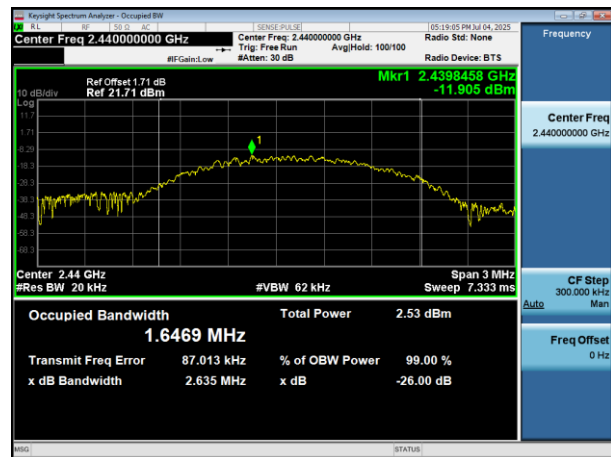 Keysight Spectrum Analyzer - Occupied BW
RL RF 50 Ω AC SENSE:PULSE 05:19:05 PM Jul 04, 2025
Center Freq 2.440000000 GHz Center Freq: 2.440000000 GHz Radio Std: None Frequency
Trig: Free Run Avg|Hold: 100/100
#IFGain:Low #Atten: 30 dB Radio Device: BTS
Mkr1 2.4398458 GHz
Ref Offset 1.71 dB
10 dB/div Ref 21.71 dBm -11.905 dBm
Log
11.7
1.71
-8.29
-18.3
-28.3
-38.3
-48.3
-58.3
-68.3
1
Center Freq
2.440000000 GHz
Center 2.44 GHz Span 3 MHz
#Res BW 20 kHz #VBW 62 kHz Sweep 7.333 ms
CF Step
300.000 kHz
Auto Man
Occupied Bandwidth Total Power 2.53 dBm
1.6469 MHz
Transmit Freq Error 87.013 kHz % of OBW Power 99.00 %
x dB Bandwidth 2.635 MHz x dB -26.00 dB
Freq Offset
0 Hz
MSG STATUS